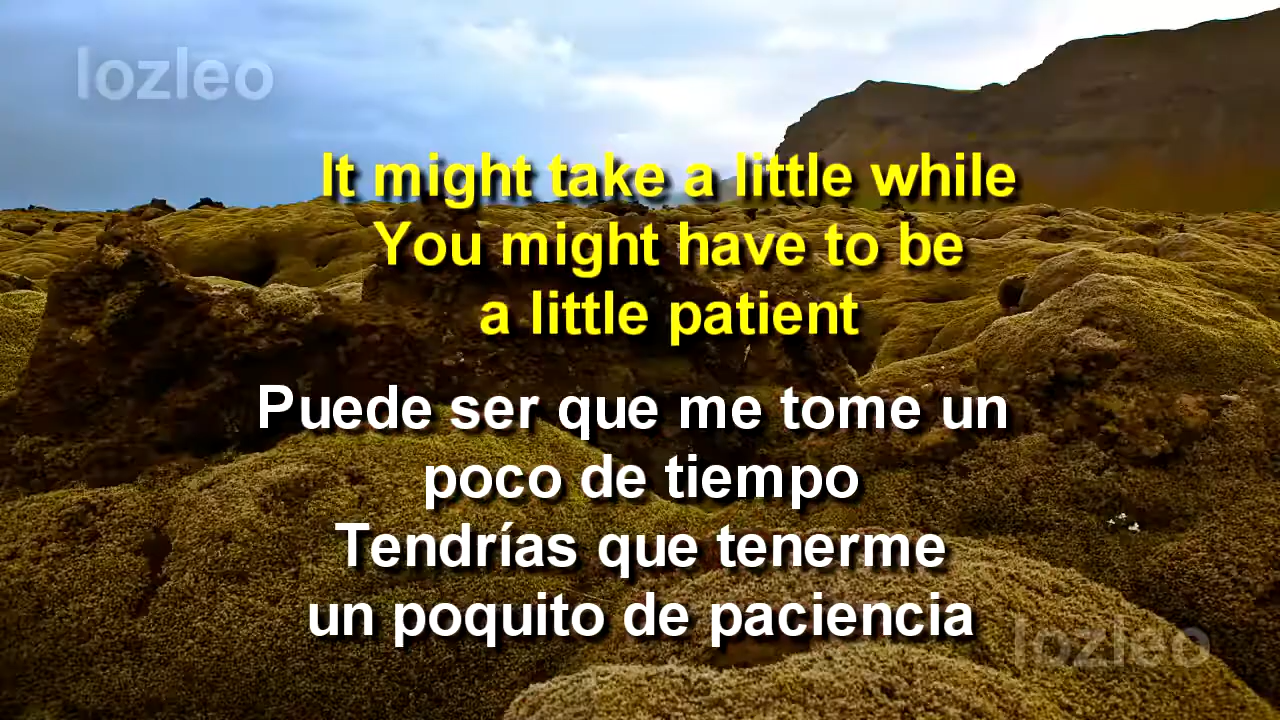 lozleo
It might take a little while
You might have to be
a little patient
Puede ser que me tome un
poco de tiempo
Tendrías que tenerme
un poquito de paciencia
lozleo